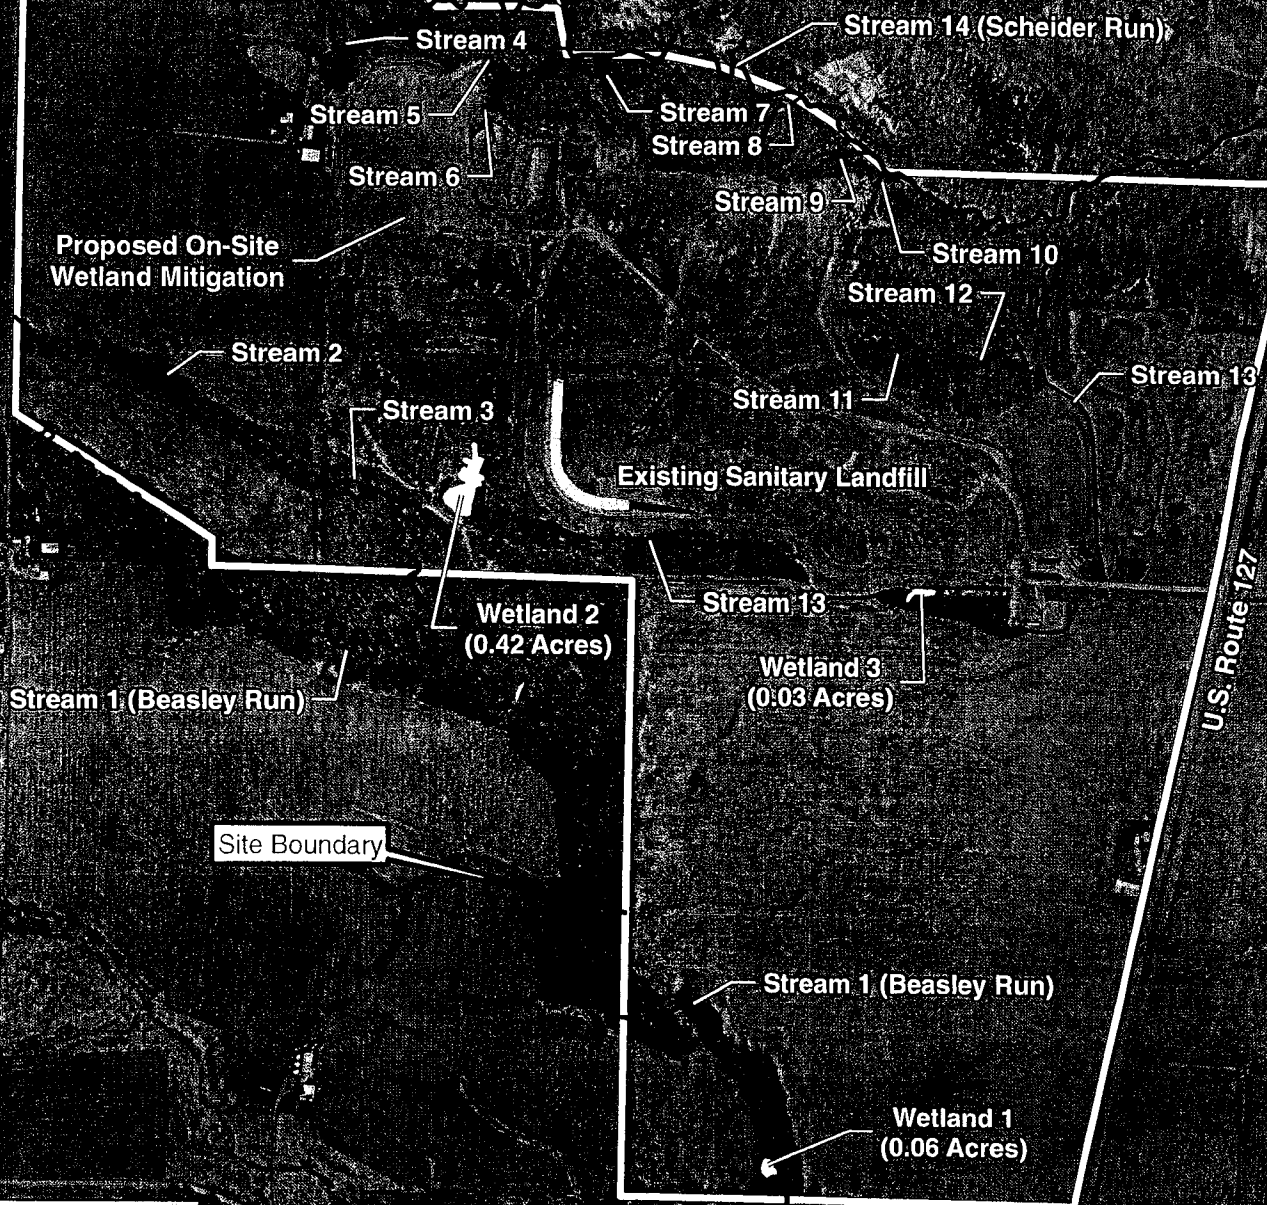 Stream 14 (Scheider Run)
Stream 4
Stream 5
Stream 7
Stream 8
Stream 6
Stream 9
Proposed On-Site
Wetland Mitigation
Stream 10
Stream 12
Stream 2
Stream 13
Stream 3
Stream 11
Existing Sanitary Landfill
U.S. Route 127
Stream 13
Wetland 2
(0.42 Acres)
Wetland 3
(0.03 Acres)
Stream 1 (Beasley Run)
Site Boundary
Stream 1 (Beasley Run)
Wetland 1
(0.06 Acres)